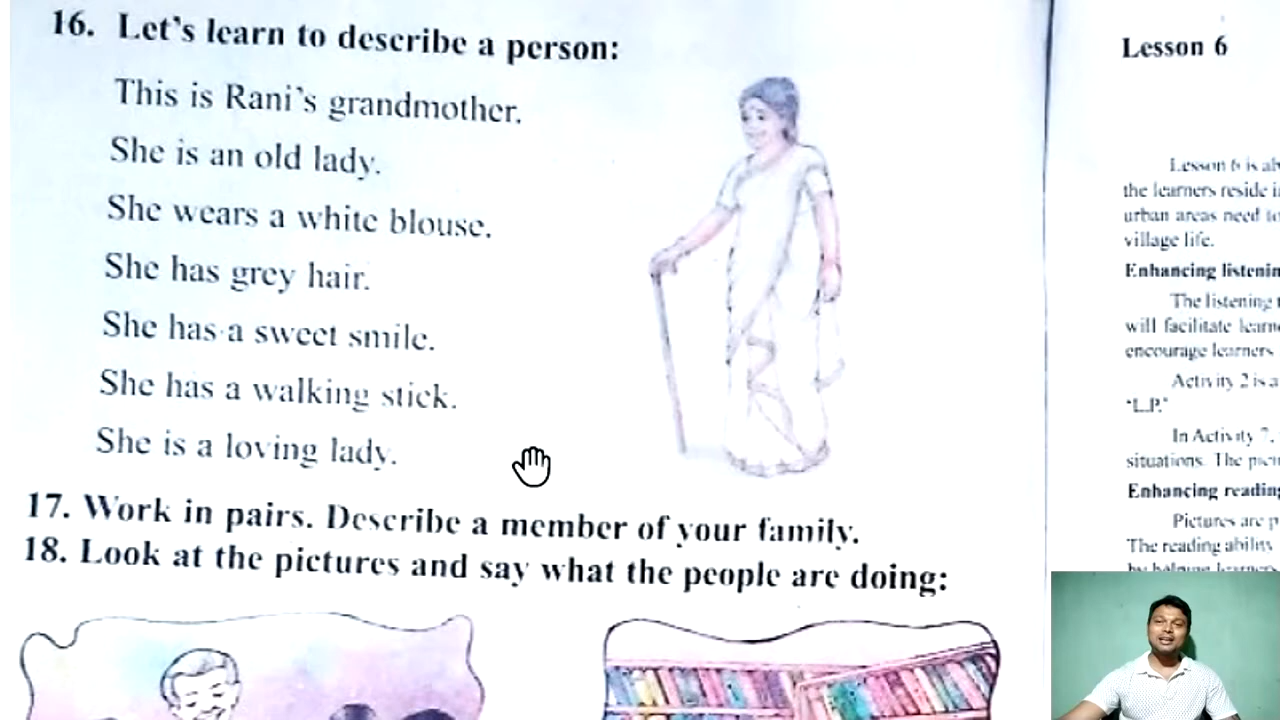 16. Let's learn to describe a person:
This is Rani's grandmother.
She is an old lady.
She wears a white blouse.
She has grey hair.
She has a sweet smile.
She has a walking stick.
She is a loving lady.
17. Work in pairs. Describe a member of your family.
18. Look at the pictures and say what the people are doing:
Lesson 6
Lesson 6 is
the learners reside
urban areas need to
village life.
Enhancing
The listening
will facilitate
encourage learners
Activity 2 is a
"L.P."
In Activity 7,
situations. The
Enhancing
Pictures are
The reading ability